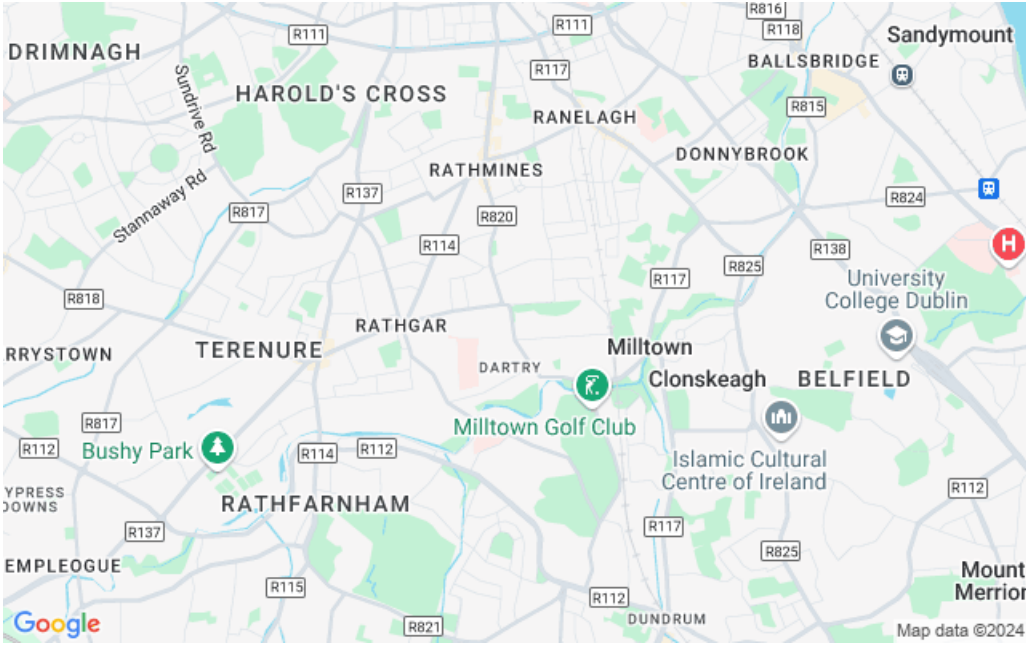 R816
R111
R111
R118
Sandymount
DRIMNAGH
BALLSBRIDGE
R117
Sundrive Rd
HAROLD'S CROSS
R815
RANELAGH
DONNYBROOK
RATHMINES
R137
R824
Stannaway Rd
R817
R820
R114
R138
R825
R117
University
College Dublin
R818
RATHGAR
Milltown
RRYSTOWN
TERENURE
DARTRY
Clonskeagh
BELFIELD
R817
Milltown Golf Club
R112
Bushy Park
R114
R112
Islamic Cultural
Centre of Ireland
YPRESS
OWNS
R112
RATHFARNHAM
R117
R137
R825
EMPLEOGUE
Mount
Merrion
R115
R112
DUNDRUM
R821
Google
Map data ©2024
H